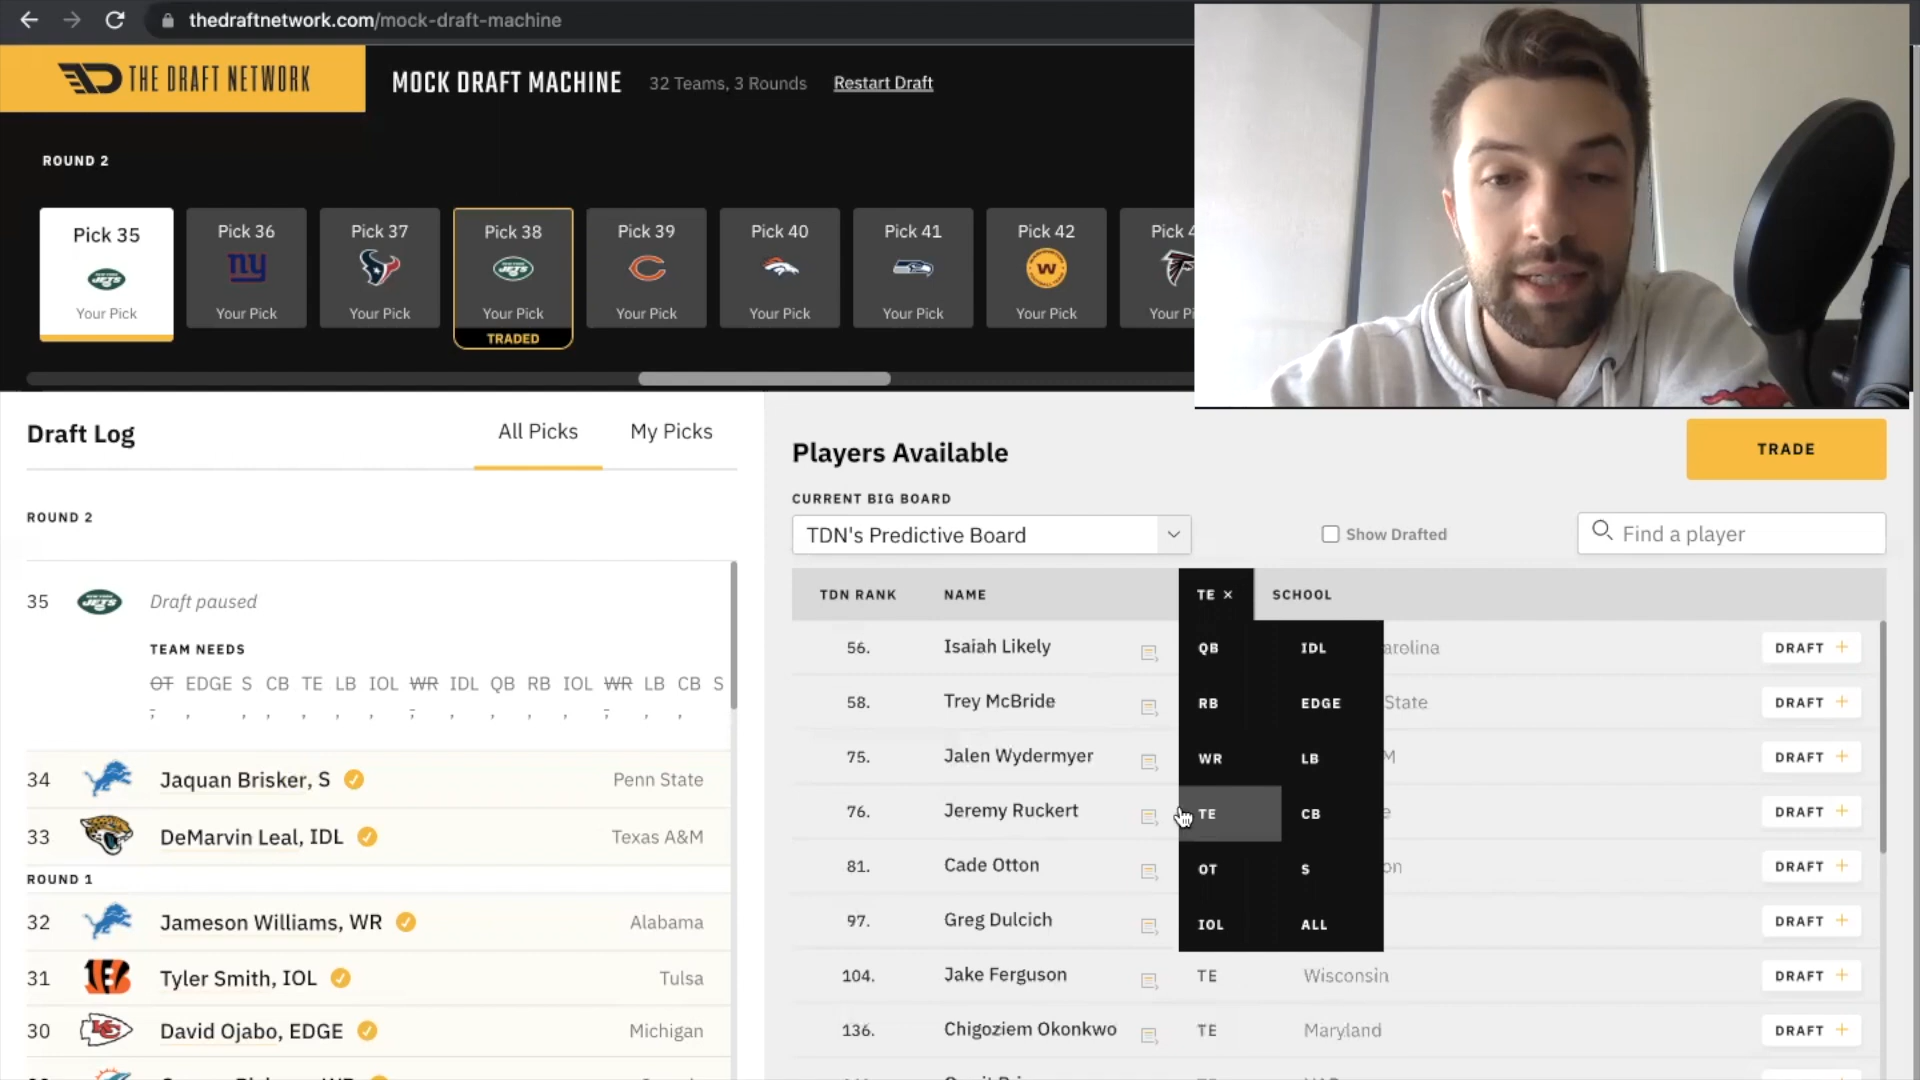 thedraftnetwork.com/mock-draft-machine
THE DRAFT NETWORK
MOCK DRAFT MACHINE 32 Teams, 3 Rounds Restart Draft
ROUND 2
Pick 35 Pick 36 Pick 37 Pick 38 Pick 39 Pick 40 Pick 41 Pick 42 Pick
JETS ny JETS W
Your Pick Your Pick Your Pick Your Pick Your Pick Your Pick Your Pick Your Pick Your
TRADED
Draft Log All Picks My Picks
ROUND 2
35 JETS Draft paused
TEAM NEEDS
OT, EDGE, S, CB, TE, LB, IOL, WR, IDL, QB, RB, IOL, WR, LB, CB, S
34 Jaquan Brisker, S Penn State
33 DeMarvin Leal, IDL Texas A&M
ROUND 1
32 Jameson Williams, WR Alabama
31 Tyler Smith, IOL Tulsa
30 David Ojabo, EDGE Michigan
Players Available
TRADE
CURRENT BIG BOARD
TDN's Predictive Board Show Drafted Find a player
TDN RANK NAME TE × SCHOOL
56. Isaiah Likely QB IDL arolina DRAFT +
58. Trey McBride RB EDGE State DRAFT +
75. Jalen Wydermyer WR LB M DRAFT +
76. Jeremy Ruckert TE CB e DRAFT +
81. Cade Otton OT S on DRAFT +
97. Greg Dulcich IOL ALL DRAFT +
104. Jake Ferguson TE Wisconsin DRAFT +
136. Chigoziem Okonkwo TE Maryland DRAFT +